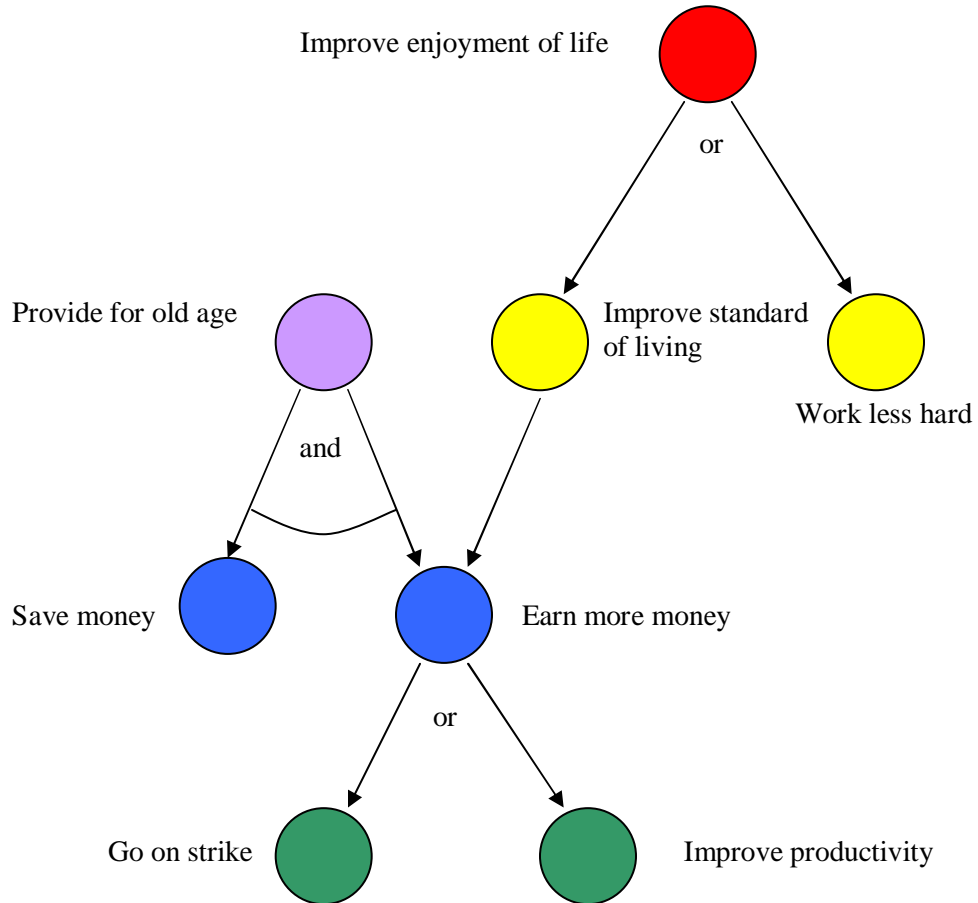 Improve enjoyment of life
or
Provide for old age
Improve standard
of living
Work less hard
and
Save money
Earn more money
or
Go on strike
Improve productivity